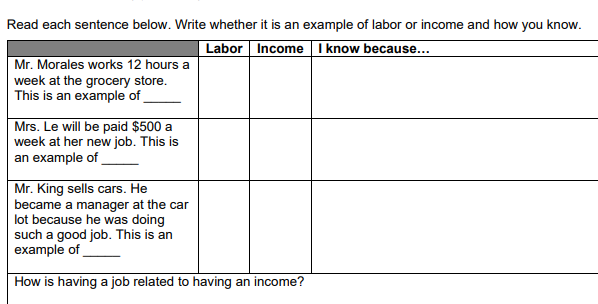 Read each sentence below. Write whether it is an example of labor or income and how you know.
Labor Income I know because…
Mr. Morales works 12 hours a
week at the grocery store.
This is an example of _____
Mrs. Le will be paid $500 a
week at her new job. This is
an example of _____
Mr. King sells cars. He
became a manager at the car
lot because he was doing
such a good job. This is an
example of _____
How is having a job related to having an income?